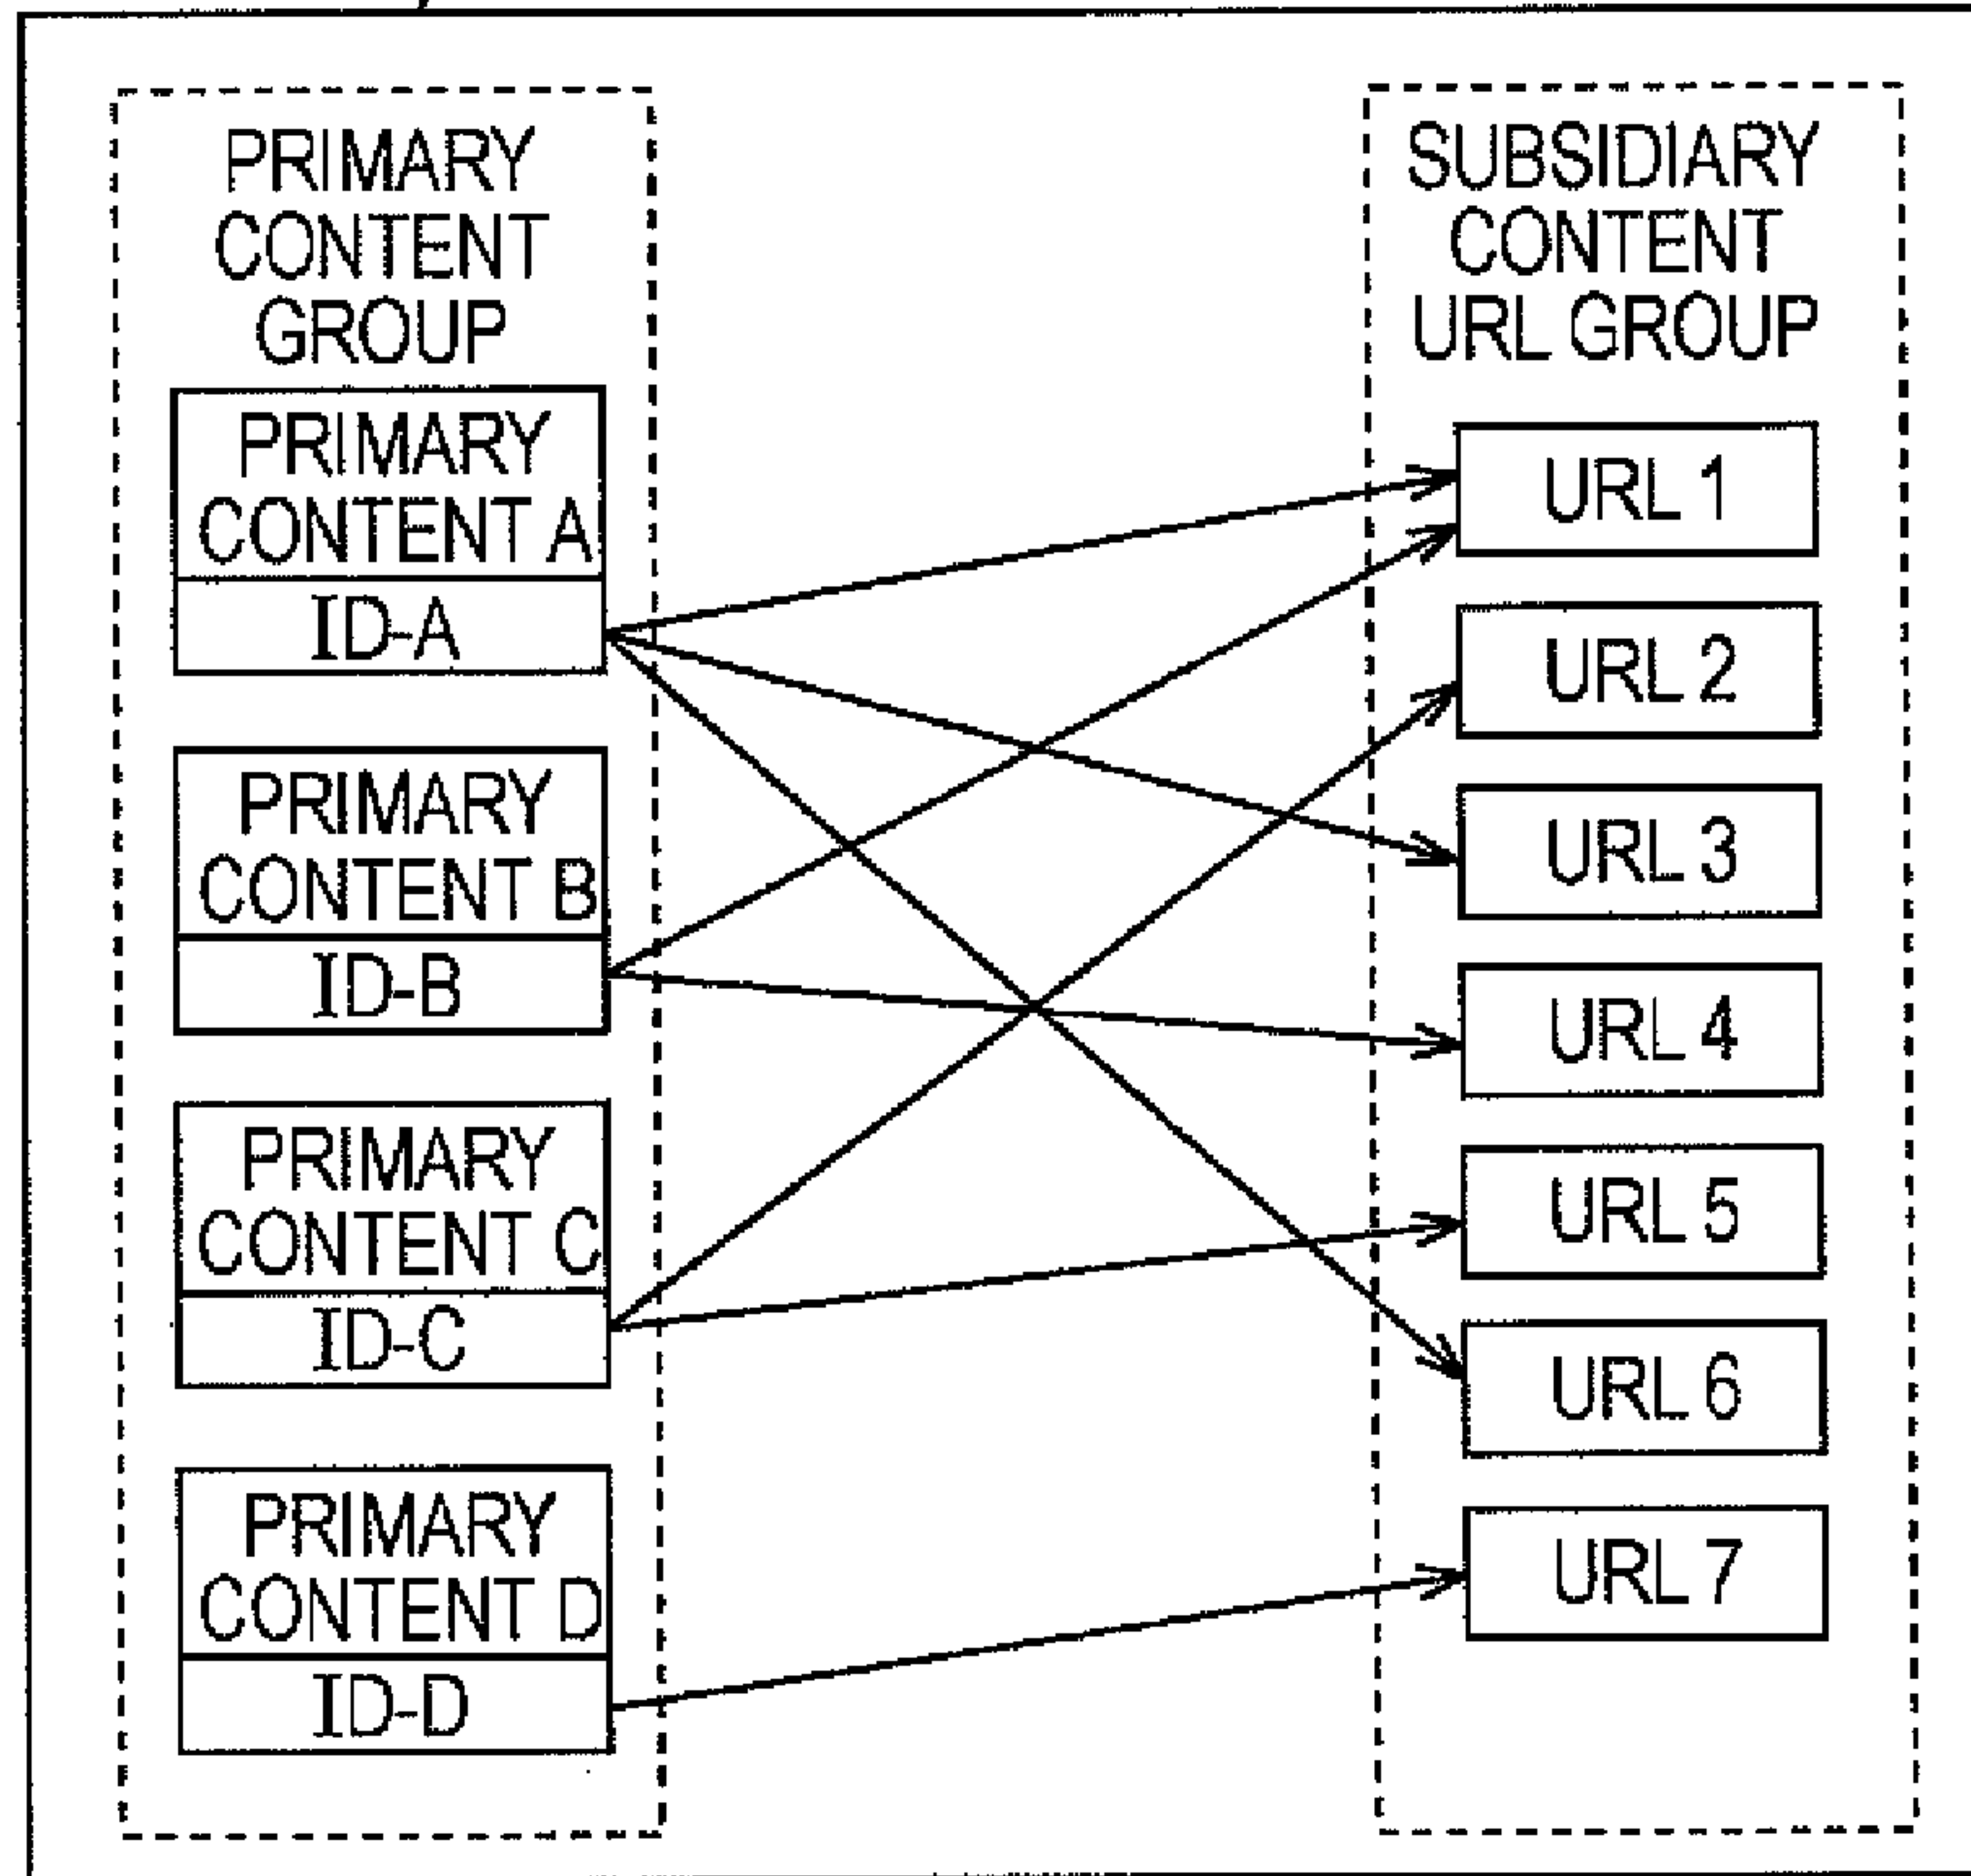 PRIMARY
CONTENT
GROUP
PRIMARY
CONTENT A
ID-A
PRIMARY
CONTENT B
ID-B
PRIMARY
CONTENT C
ID-C
PRIMARY
CONTENT D
ID-D
SUBSIDIARY
CONTENT
URL GROUP
URL 1
URL 2
URL 3
URL 4
URL 5
URL 6
URL 7